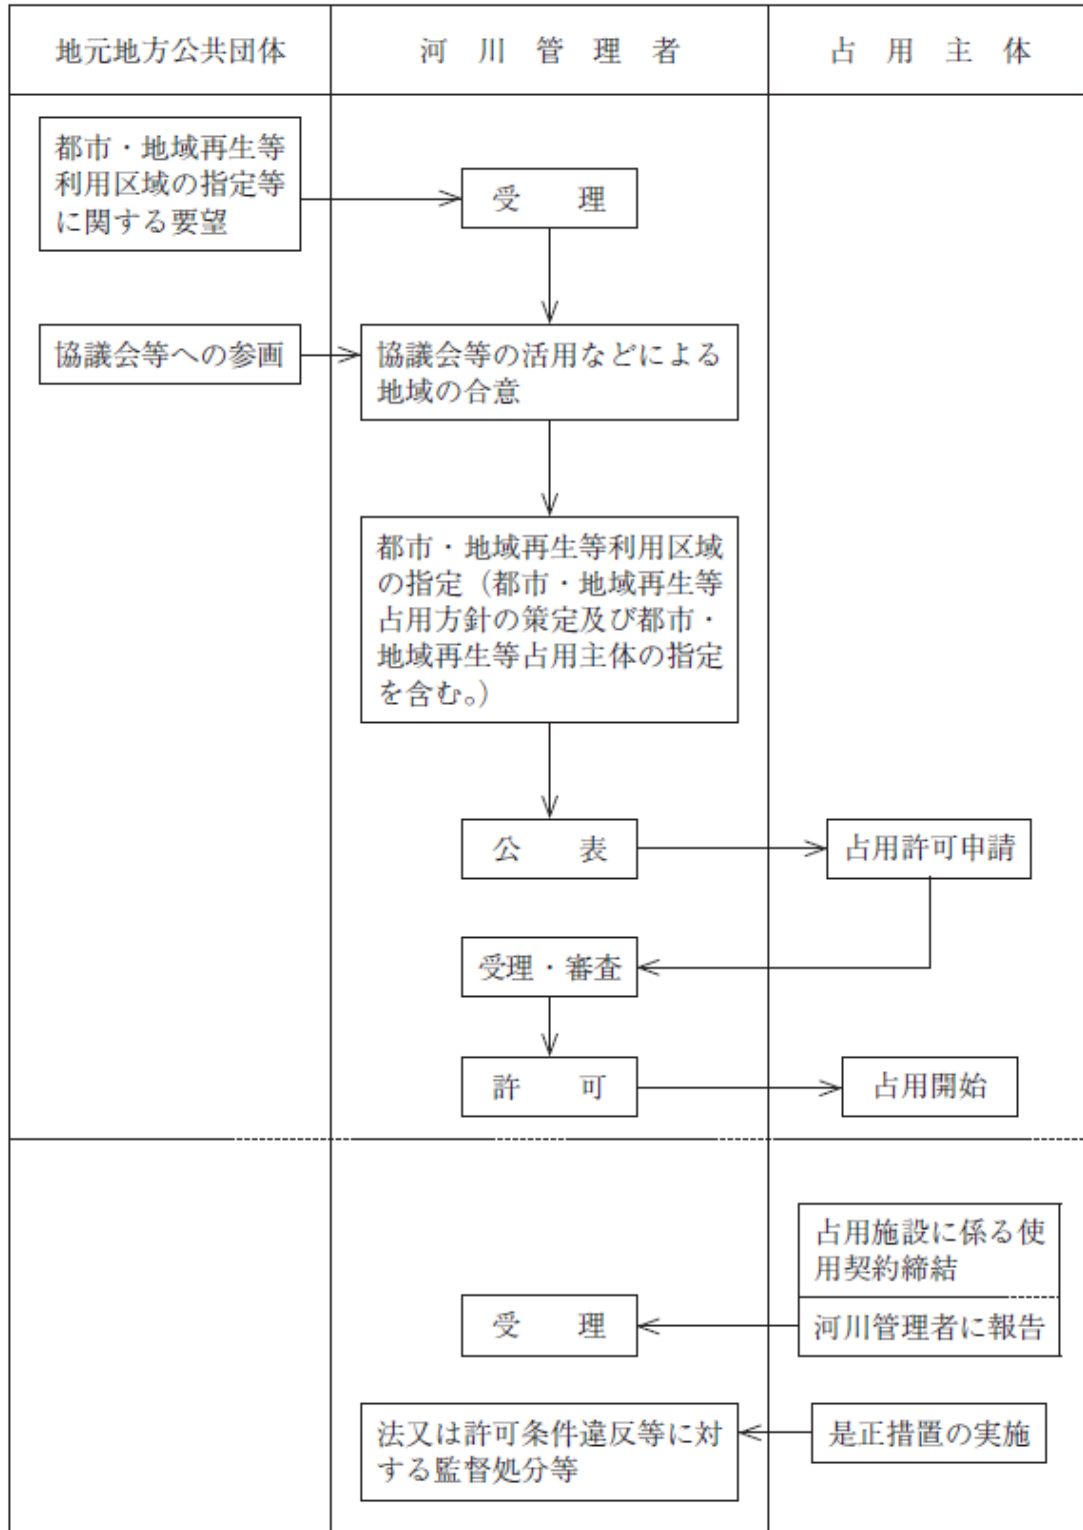 地元地方公共団体
河川管理者
占用主体
都市・地域再生等
利用区域の指定等
に関する要望
受理
協議会等への参画
協議会等の活用などによる
地域の合意
都市・地域再生等利用区域
の指定（都市・地域再生等
占用方針の策定及び都市・
地域再生等占用主体の指定
を含む。）
公表
占用許可申請
受理・審査
許可
占用開始
占用施設に係る使
用契約締結
河川管理者に報告
受理
法又は許可条件違反等に対
する監督処分等
是正措置の実施